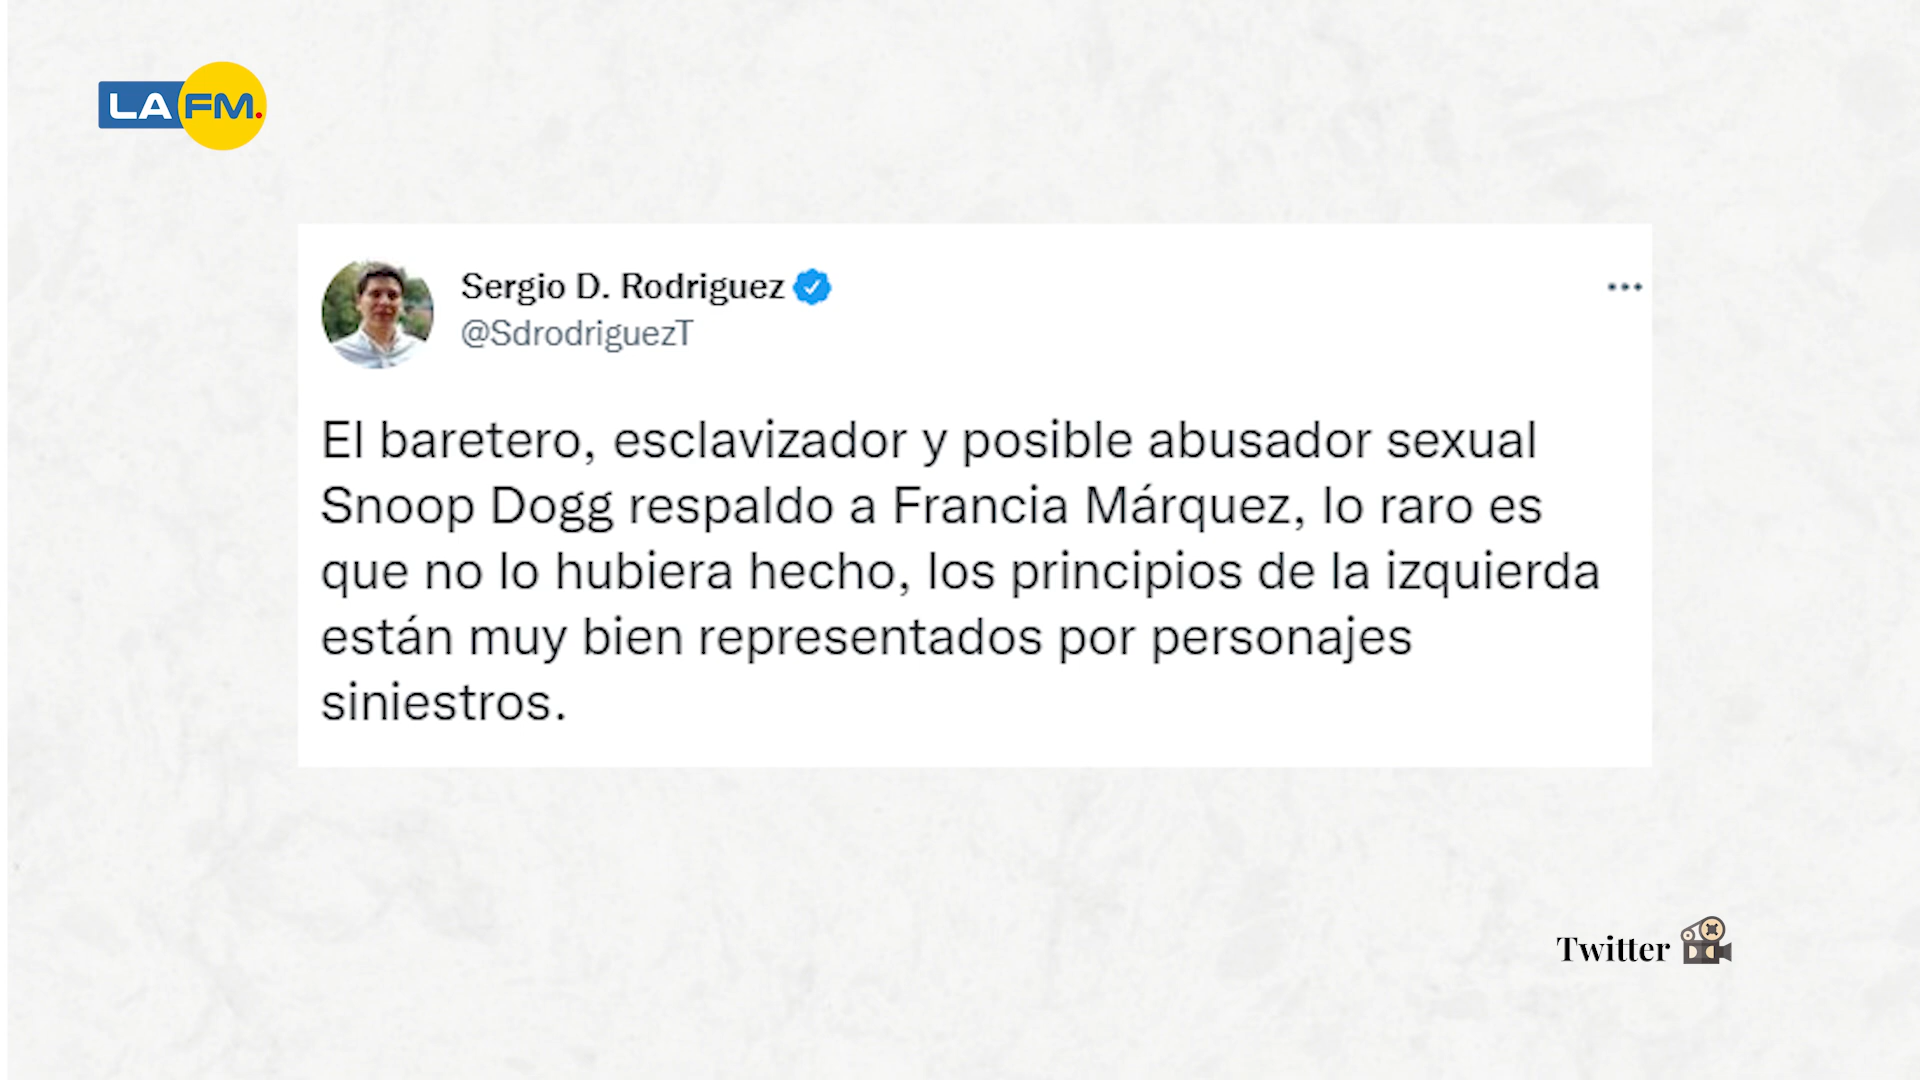 LA FM.
Sergio D. Rodriguez
@SdrodriguezT
El baretero, esclavizador y posible abusador sexual
Snoop Dogg respaldo a Francia Márquez, lo raro es
que no lo hubiera hecho, los principios de la izquierda
están muy bien representados por personajes
siniestros.
Twitter